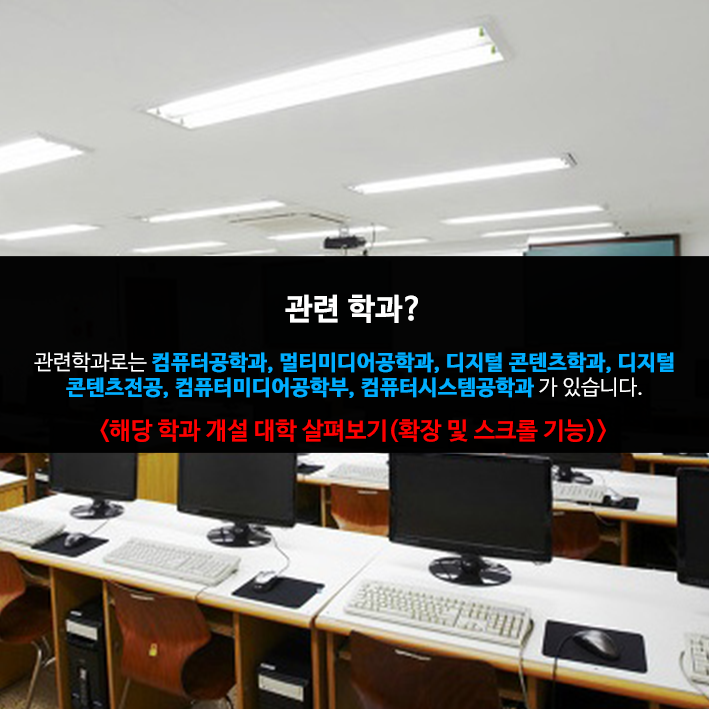 관련 학과?
관련학과로는 컴퓨터공학과, 멀티미디어공학과, 디지털 콘텐츠학과, 디지털
콘텐츠전공, 컴퓨터미디어공학부, 컴퓨터시스템공학과 가 있습니다.
<해당 학과 개설 대학 살펴보기(확장 및 스크롤 기능)>